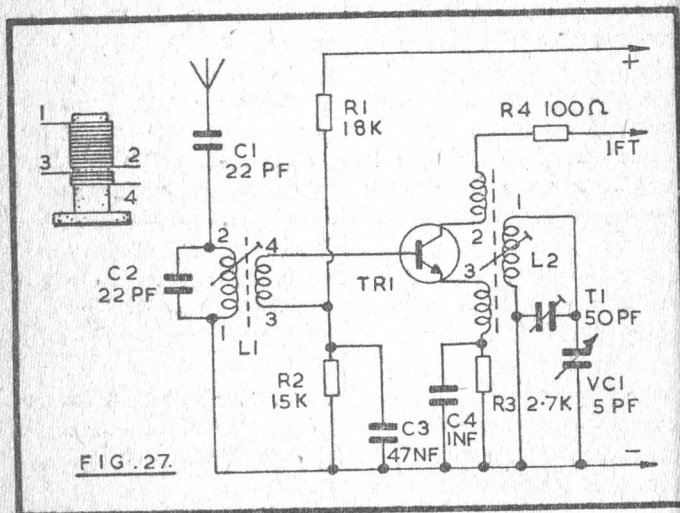 1
3
2
4
C1
22 PF
R1
18K
+
R4 100Ω
IFT
2
1
C2
22 PF
2
4
1
3
L1
TR1
3
L2
T1
50PF
VC1
5 PF
R2
15K
C3
47NF
C4
1NF
R3
2·7K
-
FIG.27.